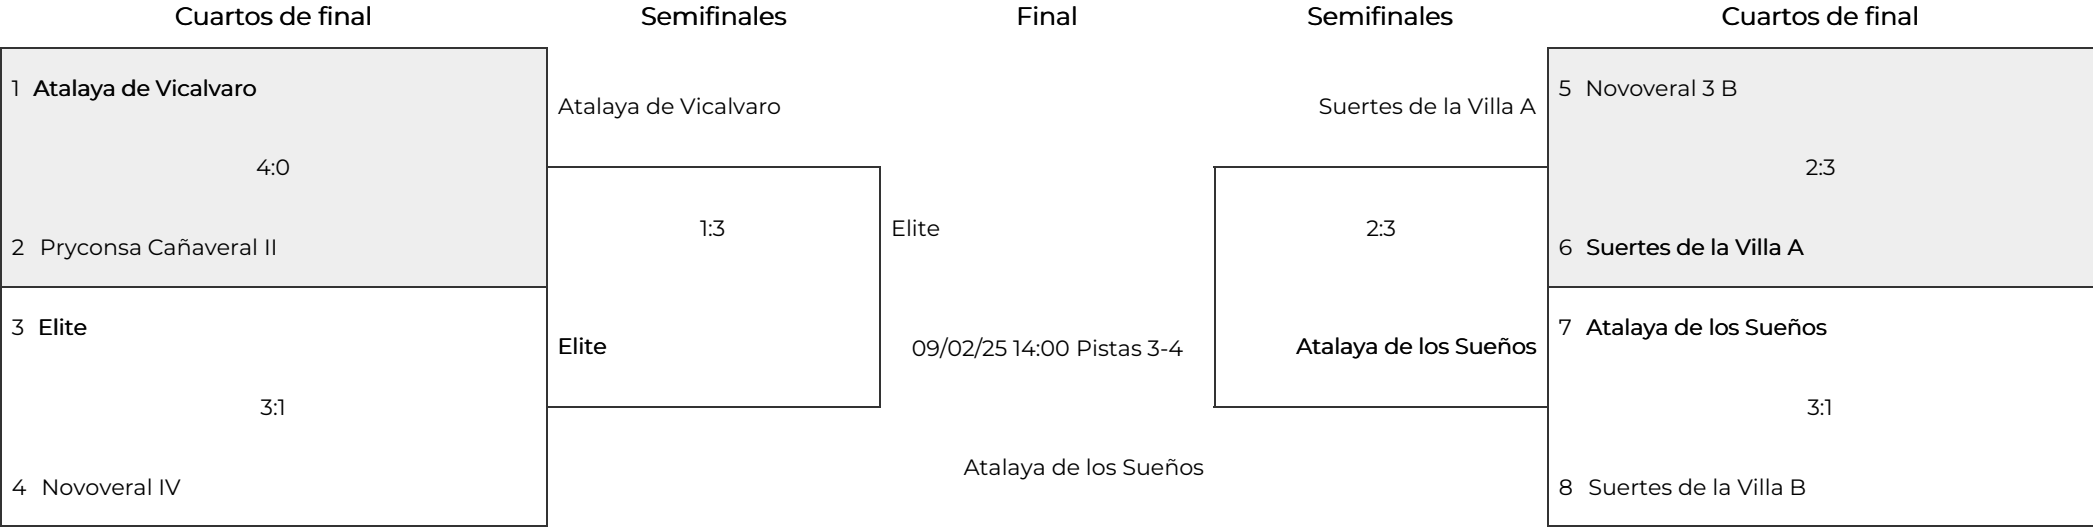 Cuartos de final
Semifinales
Final
Semifinales
Cuartos de final
1 Atalaya de Vicalvaro
4:0
2 Pryconsa Cañaveral II
3 Elite
3:1
4 Novoveral IV
Atalaya de Vicalvaro
1:3
Elite
Elite
09/02/25 14:00 Pistas 3-4
Atalaya de los Sueños
Suertes de la Villa A
2:3
Atalaya de los Sueños
5 Novoveral 3 B
2:3
6 Suertes de la Villa A
7 Atalaya de los Sueños
3:1
8 Suertes de la Villa B